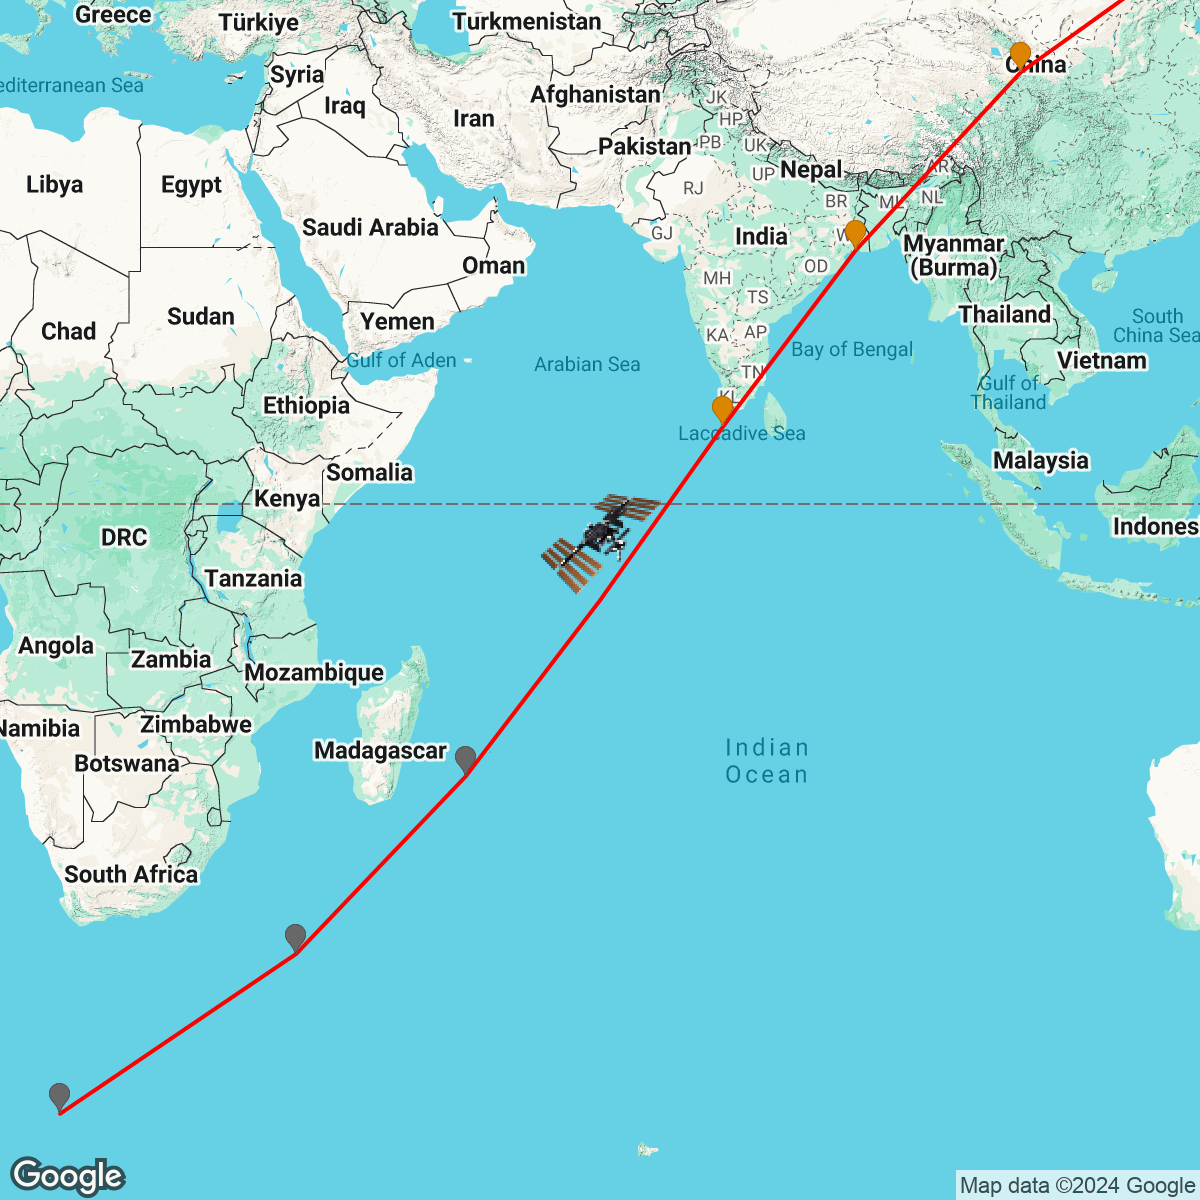 Greece
Türkiye
Turkmenistan
Syria
China
editerranean Sea
Afghanistan
JK
Iraq
Iran
HP
Pakistan
PB
UK
Nepal
UP
AR
Libya
Egypt
RJ
BR
ML
NL
Saudi Arabia
GJ
India
W
Myanmar
(Burma)
Oman
OD
MH
TS
Sudan
Yemen
Thailand
South
China Sea
Chad
KA
AP
Bay of Bengal
Gulf of Aden
Arabian Sea
Vietnam
TN
Gulf of
Thailand
KL
Ethiopia
Laccadive Sea
Malaysia
Somalia
Kenya
Indones
DRC
Tanzania
Angola
Zambia
Mozambique
Namibia
Zimbabwe
Madagascar
Botswana
Indian
Ocean
South Africa
Google
Map data ©2024 Google